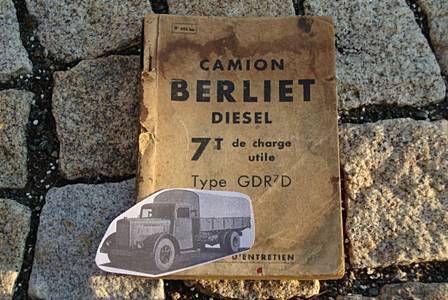 CAMION
BERLIET
DIESEL
7T de charge
utile
Type GDR7D
D'ENTRETIEN